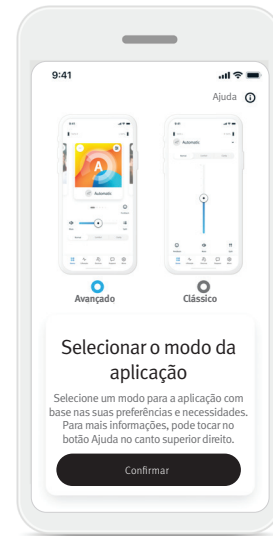 9:41
Ajuda
A
Automatic
Automatic
Avançado
Clássico
Selecionar o modo da
aplicação
Selecione um modo para a aplicação com
base nas suas preferências e necessidades.
Para mais informações, pode tocar no
botão Ajuda no canto superior direito.
Confirmar